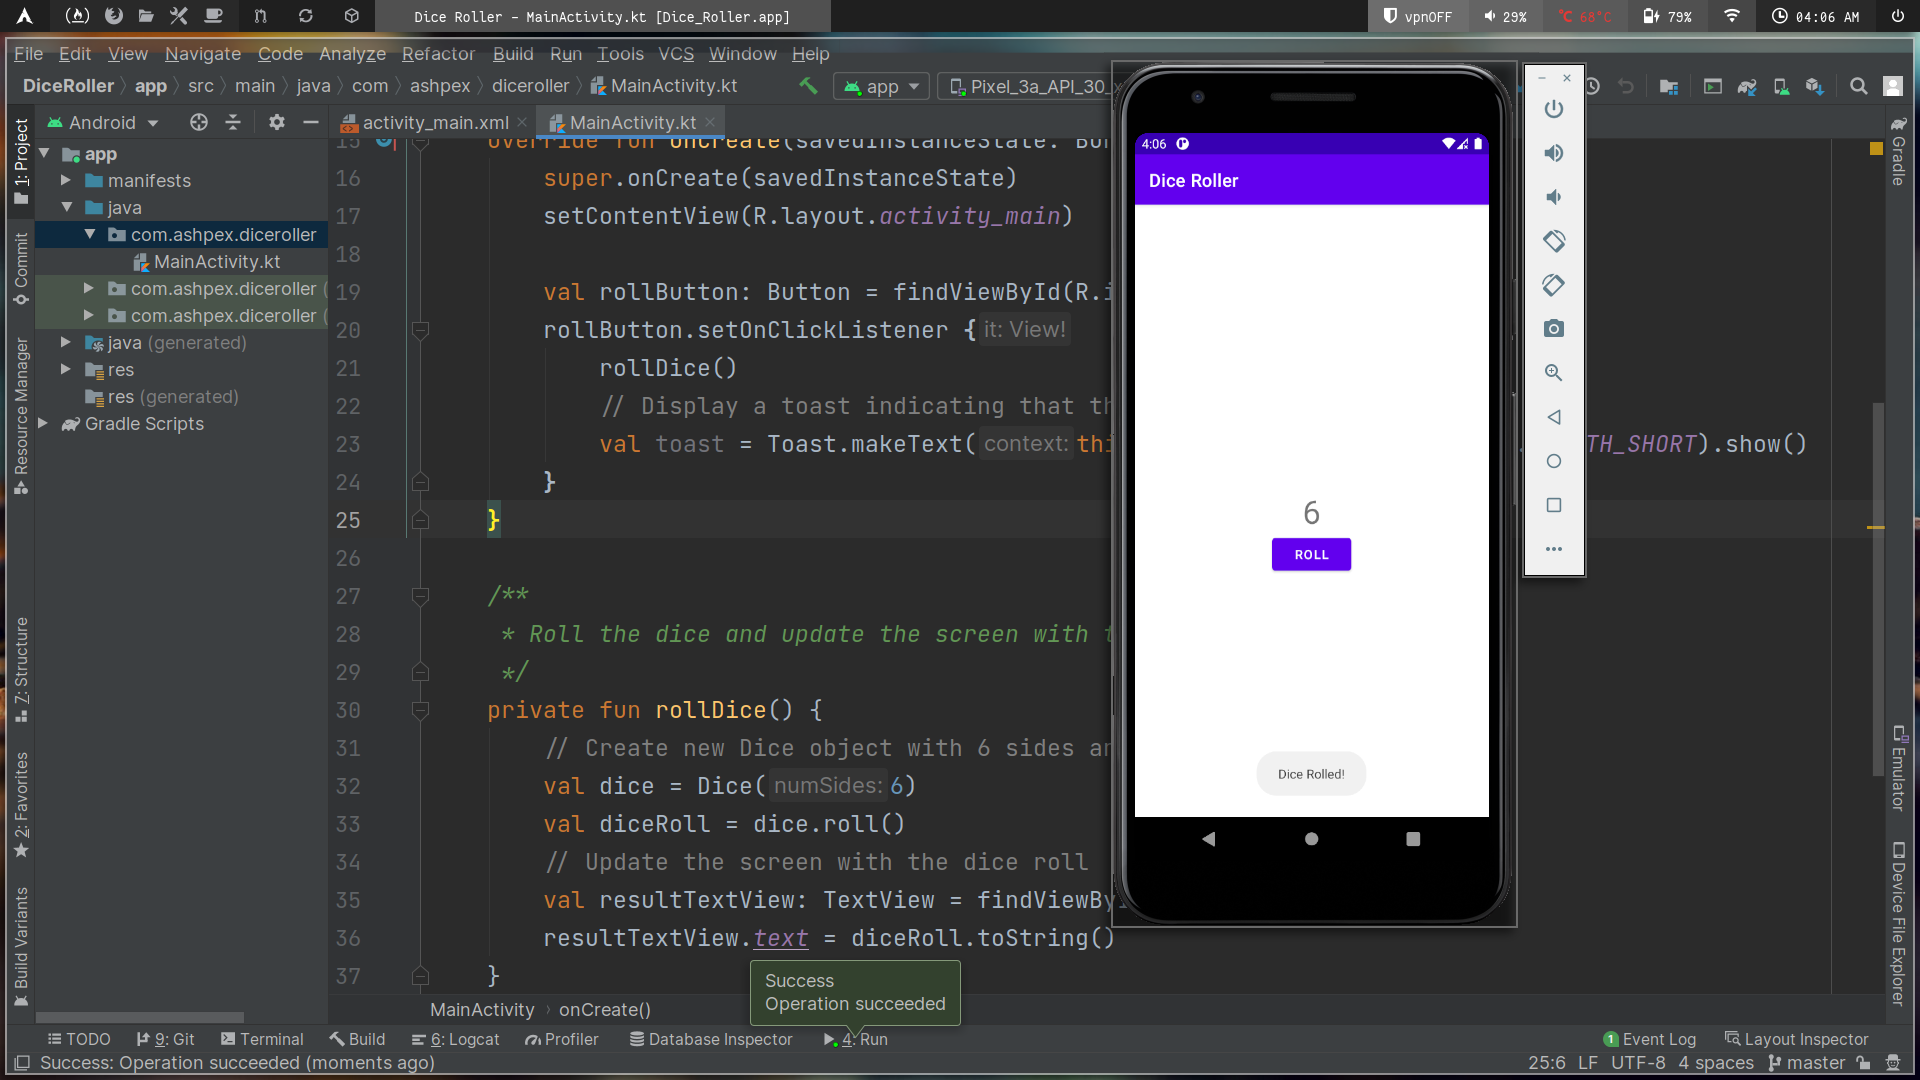 Dice Roller – MainActivity.kt [Dice_Roller.app]
vpnOFF
29%
℃ 68°C
79%
04:06 AM
File Edit View Navigate Code Analyze Refactor Build Run Tools VCS Window Help
DiceRoller app src main java com ashpex diceroller MainActivity.kt
app
Pixel_3a_API_30_x
Android
activity_main.xml
MainActivity.kt
1: Project
Commit
Resource Manager
7: Structure
2: Favorites
Build Variants
app
manifests
java
com.ashpex.diceroller
MainActivity.kt
com.ashpex.diceroller (
com.ashpex.diceroller (
java (generated)
res
res (generated)
Gradle Scripts
15 override fun onCreate(savedInstanceState: Bun
16 super.onCreate(savedInstanceState)
17 setContentView(R.layout.activity_main)
18
19 val rollButton: Button = findViewById(R.i
20 rollButton.setOnClickListener { it: View!
21 rollDice()
22 // Display a toast indicating that th
23 val toast = Toast.makeText( context: thi
TH_SHORT).show()
24 }
25 }
26
27 /**
28 * Roll the dice and update the screen with t
29 */
30 private fun rollDice() {
31 // Create new Dice object with 6 sides an
32 val dice = Dice( numSides: 6)
33 val diceRoll = dice.roll()
34 // Update the screen with the dice roll
35 val resultTextView: TextView = findViewBy
36 resultTextView.text = diceRoll.toString()
37 }
4:06
Dice Roller
6
ROLL
Dice Rolled!
Gradle
Emulator
Device File Explorer
MainActivity onCreate()
Success
Operation succeeded
TODO 9: Git Terminal Build 6: Logcat Profiler Database Inspector 4: Run
1 Event Log Layout Inspector
Success: Operation succeeded (moments ago)
25:6 LF UTF-8 4 spaces master